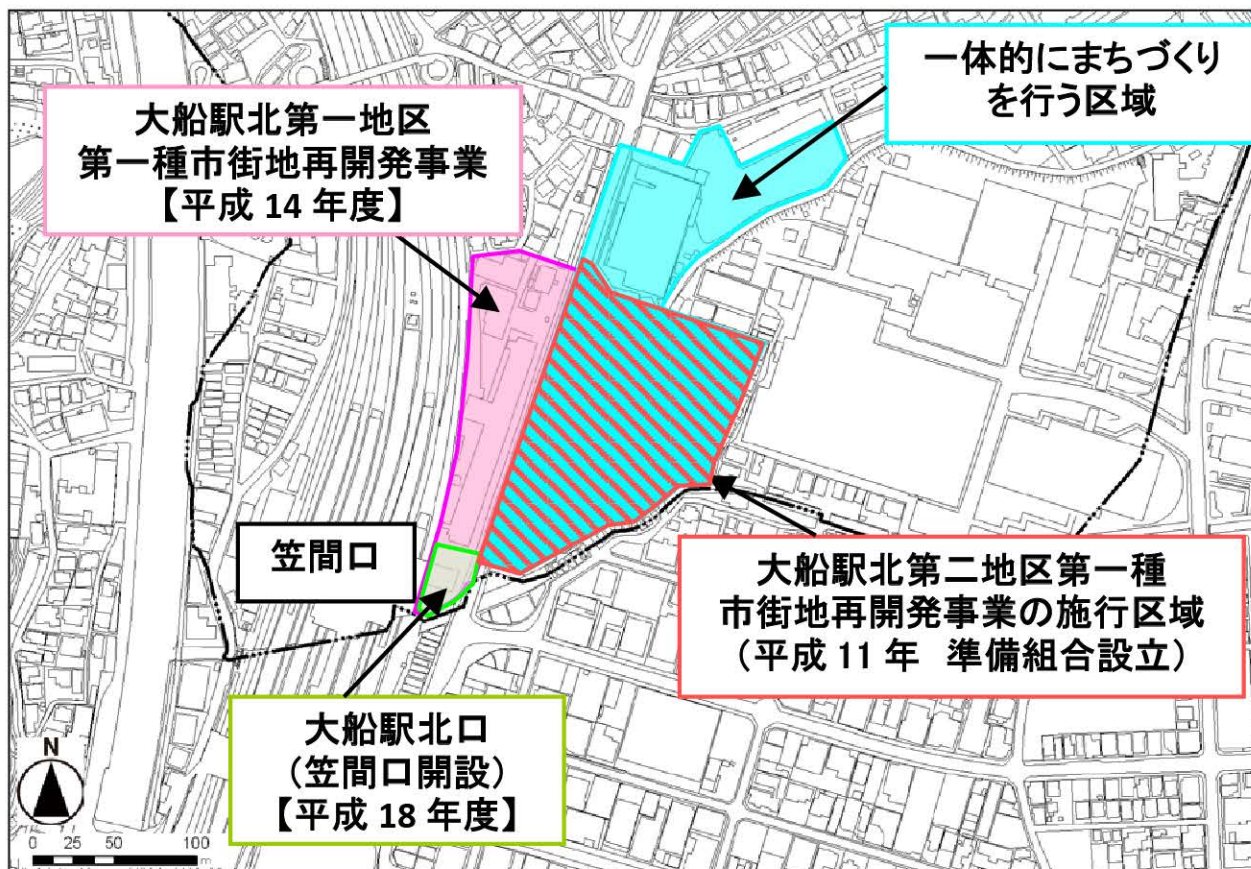 一体的にまちづくり
を行う区域
大船駅北第一地区
第一種市街地再開発事業
【平成 14 年度】
笠間口
大船駅北第二地区第一種
市街地再開発事業の施行区域
（平成 11 年　準備組合設立）
大船駅北口
（笠間口開設）
【平成 18 年度】
N
0 25 50 100
m